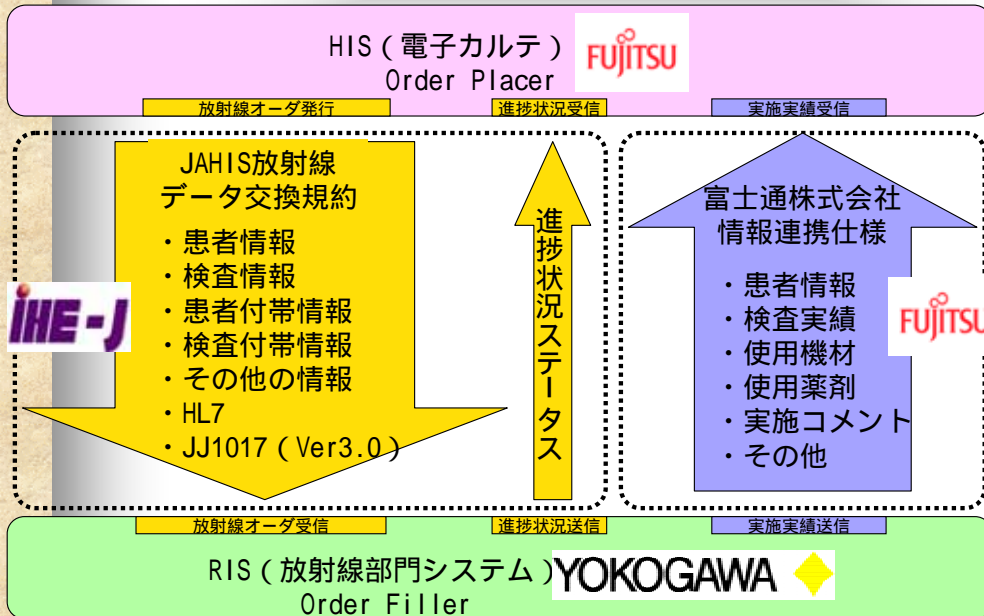 HIS(電子カルテ)
FUJITSU
Order Placer
放射線オーダ発行
進捗状況受信
実施実績受信
JAHIS放射線
データ交換規約
・患者情報
・検査情報
・患者付帯情報
・検査付帯情報
・その他の情報
・HL7
・JJ1017(Ver3.0)
IHE-J
進捗状況ステータス
富士通株式会社
情報連携仕様
・患者情報
・検査実績
・使用機材
・使用薬剤
・実施コメント
・その他
FUJITSU
放射線オーダ受信
進捗状況送信
実施実績送信
RIS(放射線部門システム)
YOKOGAWA
Order Filler